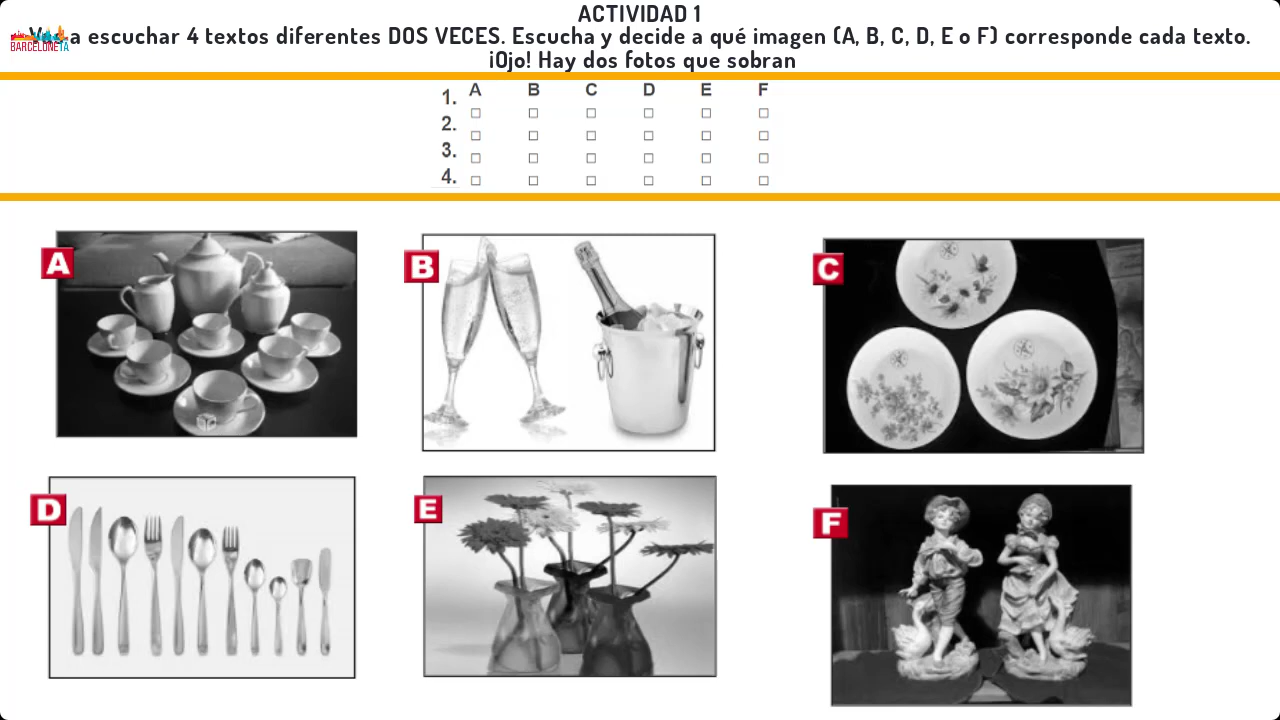 ACTIVIDAD 1
a escuchar 4 textos diferentes DOS VECES. Escucha y decide a qué imagen (A, B, C, D, E o F) corresponde cada texto.
BARCELONETA
¡Ojo! Hay dos fotos que sobran
A B C D E F
1.
2.
3.
4.
A
B
C
D
E
F